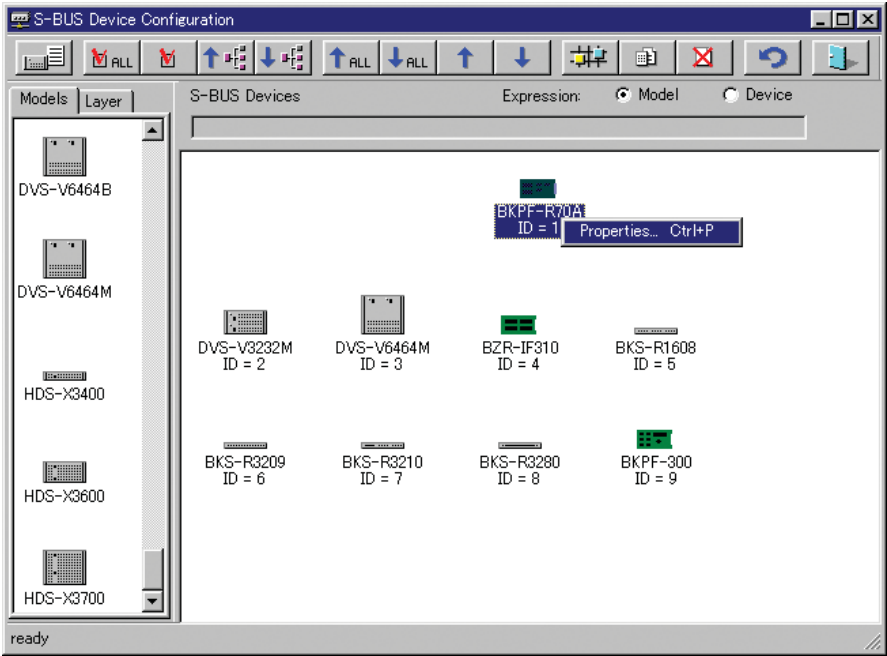 S-BUS Device Configuration
ALL
ALL ALL
Models Layer
S-BUS Devices Expression: Model Device
DVS-V6464B
DVS-V6464M
HDS-X3400
HDS-X3600
HDS-X3700
BKPF-R70A
ID = 1
Properties... Ctrl+P
DVS-V3232M
ID = 2
DVS-V6464M
ID = 3
BZR-IF310
ID = 4
BKS-R1608
ID = 5
BKS-R3209
ID = 6
BKS-R3210
ID = 7
BKS-R3280
ID = 8
BKPF-300
ID = 9
ready